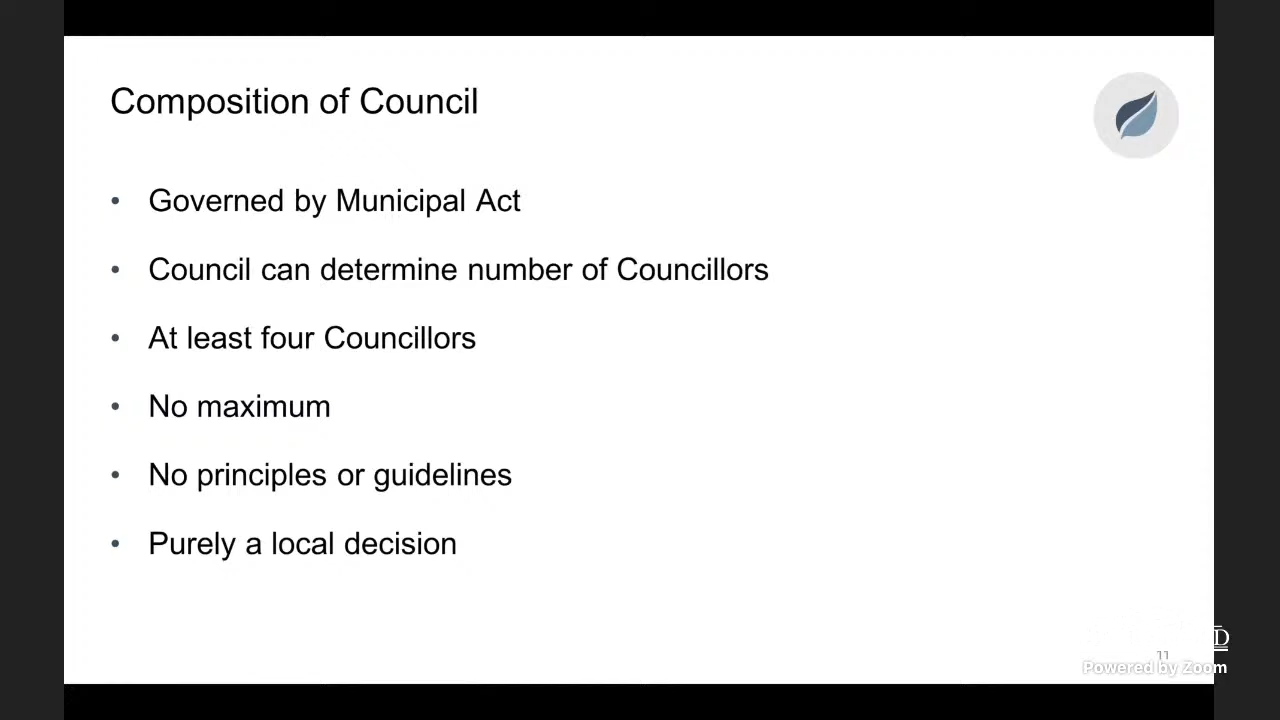 Composition of Council
• Governed by Municipal Act
• Council can determine number of Councillors
• At least four Councillors
• No maximum
• No principles or guidelines
• Purely a local decision
D
11
Powered by Zoom